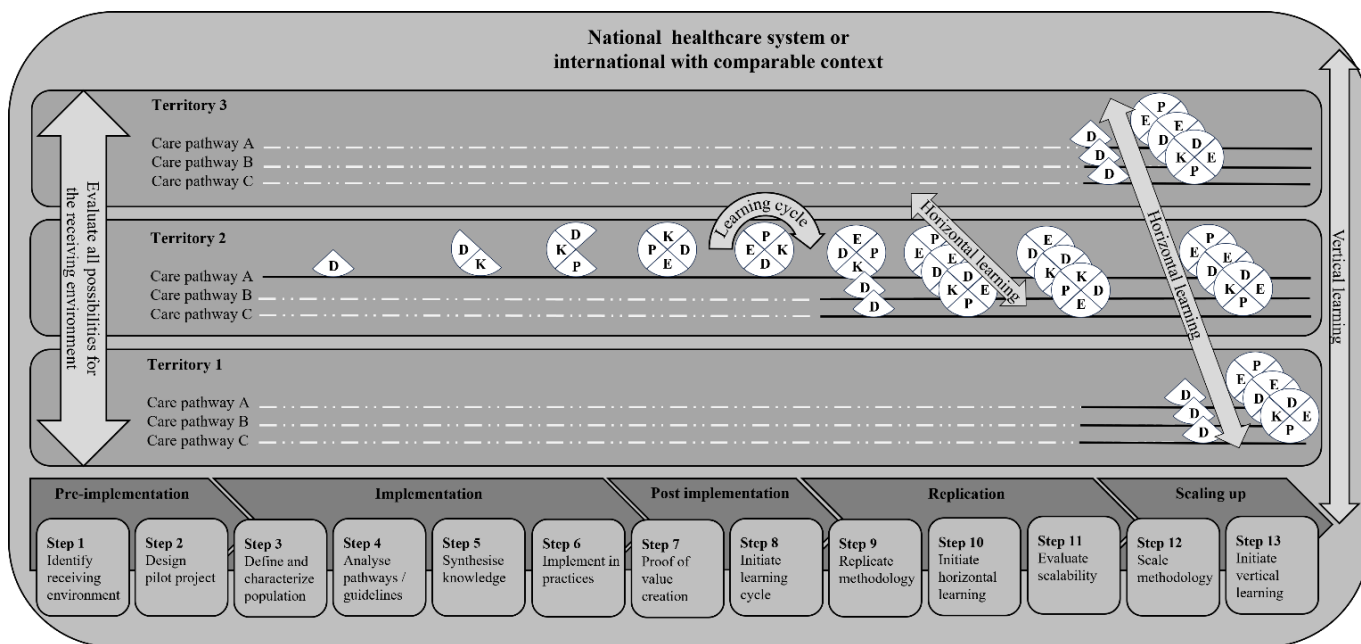 National healthcare system or
international with comparable context
Evaluate all possibilities for
the receiving environment
Vertical learning
Territory 3
Care pathway A
Care pathway B
Care pathway C
D
D
D
P
E
E
D
D
K
E
P
Horizontal learning
Territory 2
Care pathway A
Care pathway B
Care pathway C
D
D
K
D
K
P
K
P
D
E
Learning cycle
P
E
K
D
E
D
P
K
D
D
Horizontal learning
P
E
E
D
D
K
E
P
E
D
D
K
K
P
D
E
P
E
E
D
D
K
E
P
Territory 1
Care pathway A
Care pathway B
Care pathway C
D
D
D
P
E
E
D
D
K
E
P
Pre-implementation
Implementation
Post implementation
Replication
Scaling up
Step 1
Identify
receiving
environment
Step 2
Design
pilot project
Step 3
Define and
characterize
population
Step 4
Analyse
pathways /
guidelines
Step 5
Synthesise
knowledge
Step 6
Implement in
practices
Step 7
Proof of
value
creation
Step 8
Initiate
learning
cycle
Step 9
Replicate
methodology
Step 10
Initiate
horizontal
learning
Step 11
Evaluate
scalability
Step 12
Scale
methodology
Step 13
Initiate
vertical
learning